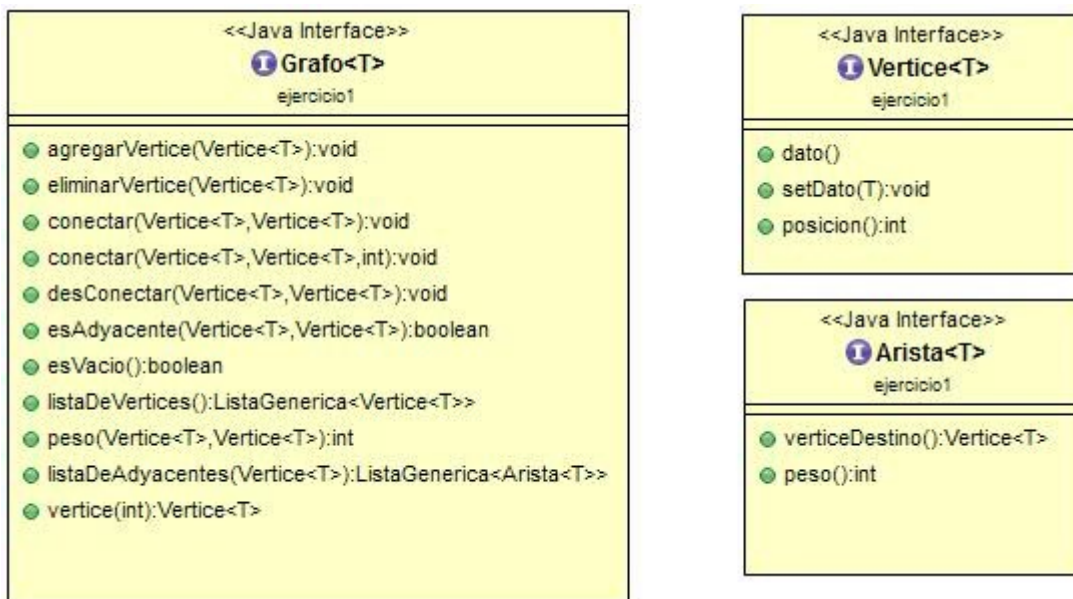 <<Java Interface>>
Grafo<T>
ejercicio1
agregarVertice(Vertice<T>):void
eliminarVertice(Vertice<T>):void
conectar(Vertice<T>,Vertice<T>):void
conectar(Vertice<T>,Vertice<T>,int):void
desConectar(Vertice<T>,Vertice<T>):void
esAdyacente(Vertice<T>,Vertice<T>):boolean
esVacio():boolean
listaDeVertices():ListaGenerica<Vertice<T>>
peso(Vertice<T>,Vertice<T>):int
listaDeAdyacentes(Vertice<T>):ListaGenerica<Arista<T>>
vertice(int):Vertice<T>
<<Java Interface>>
Vertice<T>
ejercicio1
dato()
setDato(T):void
posicion():int
<<Java Interface>>
Arista<T>
ejercicio1
verticeDestino():Vertice<T>
peso():int